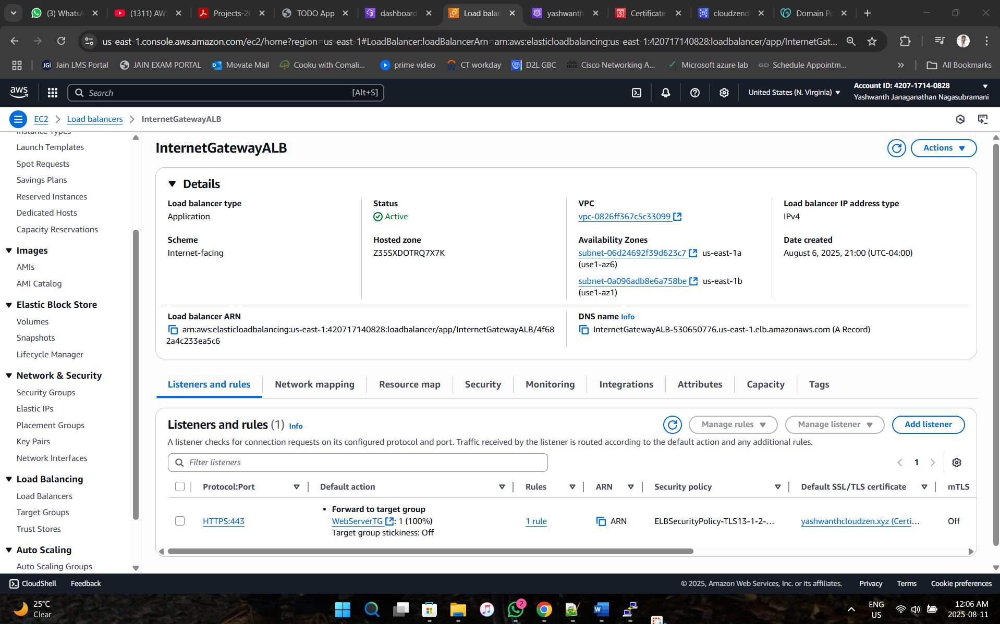 (3) WhatsA
(1311) AW
Projects-20
TODO App
dashboard
Load balan
yashwanth
Certificate
cloudzend
Domain Po
us-east-1.console.aws.amazon.com/ec2/home?region=us-east-1#LoadBalancer:loadBalancerArn=arn:aws:elasticloadbalancing:us-east-1:420717140828:loadbalancer/app/InternetGat...
JGi Jain LMS Portal
JAIN EXAM PORTAL
Movate Mail
Cooku with Comali...
prime video
CT workday
D2L GBC
Cisco Networking A...
Microsoft azure lab
GD Schedule Appointm...
All Bookmarks
aws
Search [Alt+S]
United States (N. Virginia)
Account ID: 4207-1714-0828
Yashwanth Janaganathan Nagasubramani
EC2
Load balancers
InternetGatewayALB
Instance Types
Launch Templates
Spot Requests
Savings Plans
Reserved Instances
Dedicated Hosts
Capacity Reservations
Images
AMIs
AMI Catalog
Elastic Block Store
Volumes
Snapshots
Lifecycle Manager
Network & Security
Security Groups
Elastic IPs
Placement Groups
Key Pairs
Network Interfaces
Load Balancing
Load Balancers
Target Groups
Trust Stores
Auto Scaling
Auto Scaling Groups
InternetGatewayALB
Actions
Details
Load balancer type
Application
Status
Active
VPC
vpc-0826ff367c5c33099
Load balancer IP address type
IPv4
Scheme
Internet-facing
Hosted zone
Z35SXDOTRQ7X7K
Availability Zones
subnet-06d24692f39d623c7 us-east-1a
(use1-az6)
subnet-0a096adb8e6a758be us-east-1b
(use1-az1)
Date created
August 6, 2025, 21:00 (UTC-04:00)
Load balancer ARN
arn:aws:elasticloadbalancing:us-east-1:420717140828:loadbalancer/app/InternetGatewayALB/4f68
2a4c233ea5c6
DNS name Info
InternetGatewayALB-530650776.us-east-1.elb.amazonaws.com (A Record)
Listeners and rules
Network mapping
Resource map
Security
Monitoring
Integrations
Attributes
Capacity
Tags
Listeners and rules (1) Info
Manage rules
Manage listener
Add listener
A listener checks for connection requests on its configured protocol and port. Traffic received by the listener is routed according to the default action and any additional rules.
Filter listeners
1
Protocol:Port
Default action
Rules
ARN
Security policy
Default SSL/TLS certificate
mTLS
HTTPS:443
• Forward to target group
WebServerTG : 1 (100%)
Target group stickiness: Off
1 rule
ARN
ELBSecurityPolicy-TLS13-1-2-...
yashwanthcloudzen.xyz (Certi...
Off
CloudShell
Feedback
© 2025, Amazon Web Services, Inc. or its affiliates.
Privacy
Terms
Cookie preferences
25°C
Clear
2
ENG
US
12:06 AM
2025-08-11